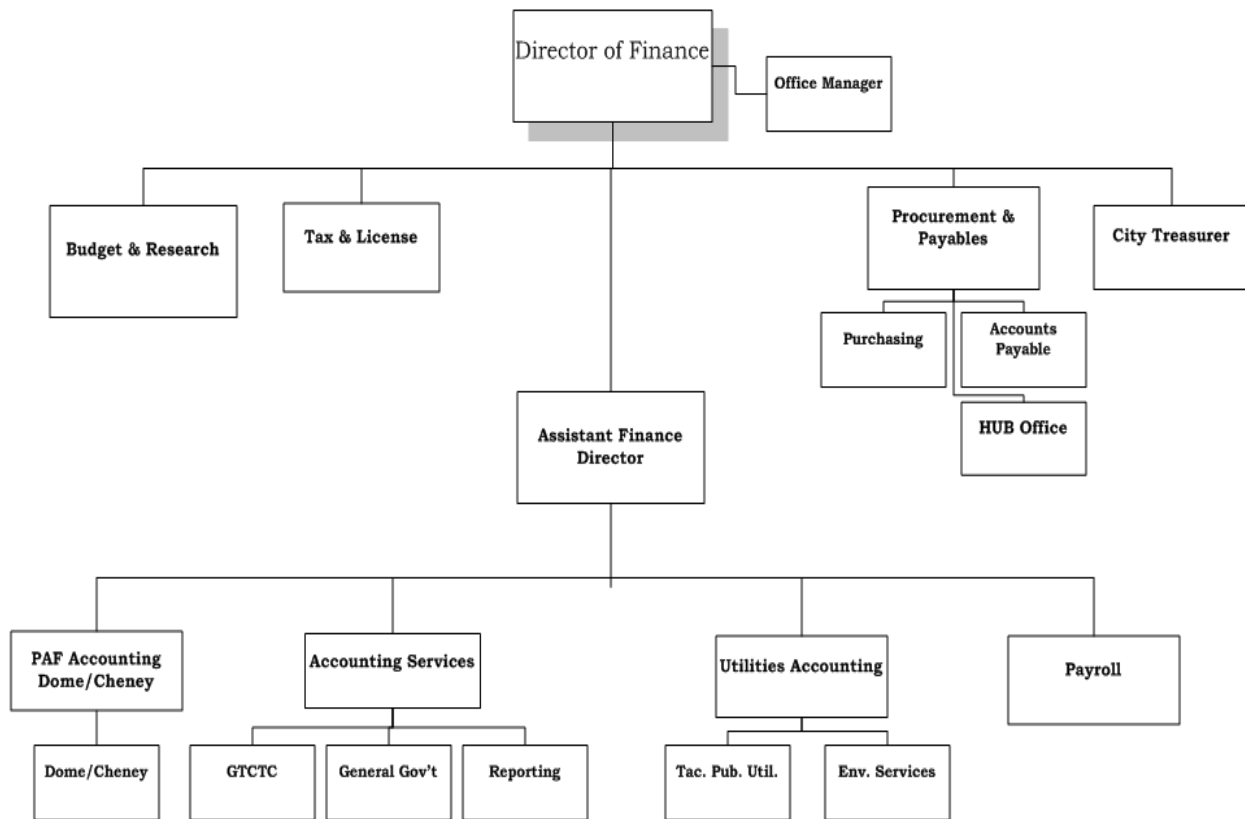 Director of Finance
Office Manager
Budget & Research
Tax & License
Procurement &
Payables
City Treasurer
Purchasing
Accounts
Payable
HUB Office
Assistant Finance
Director
PAF Accounting
Dome/Cheney
Accounting Services
Utilities Accounting
Payroll
Dome/Cheney
GTCTC
General Gov't
Reporting
Tac. Pub. Util.
Env. Services